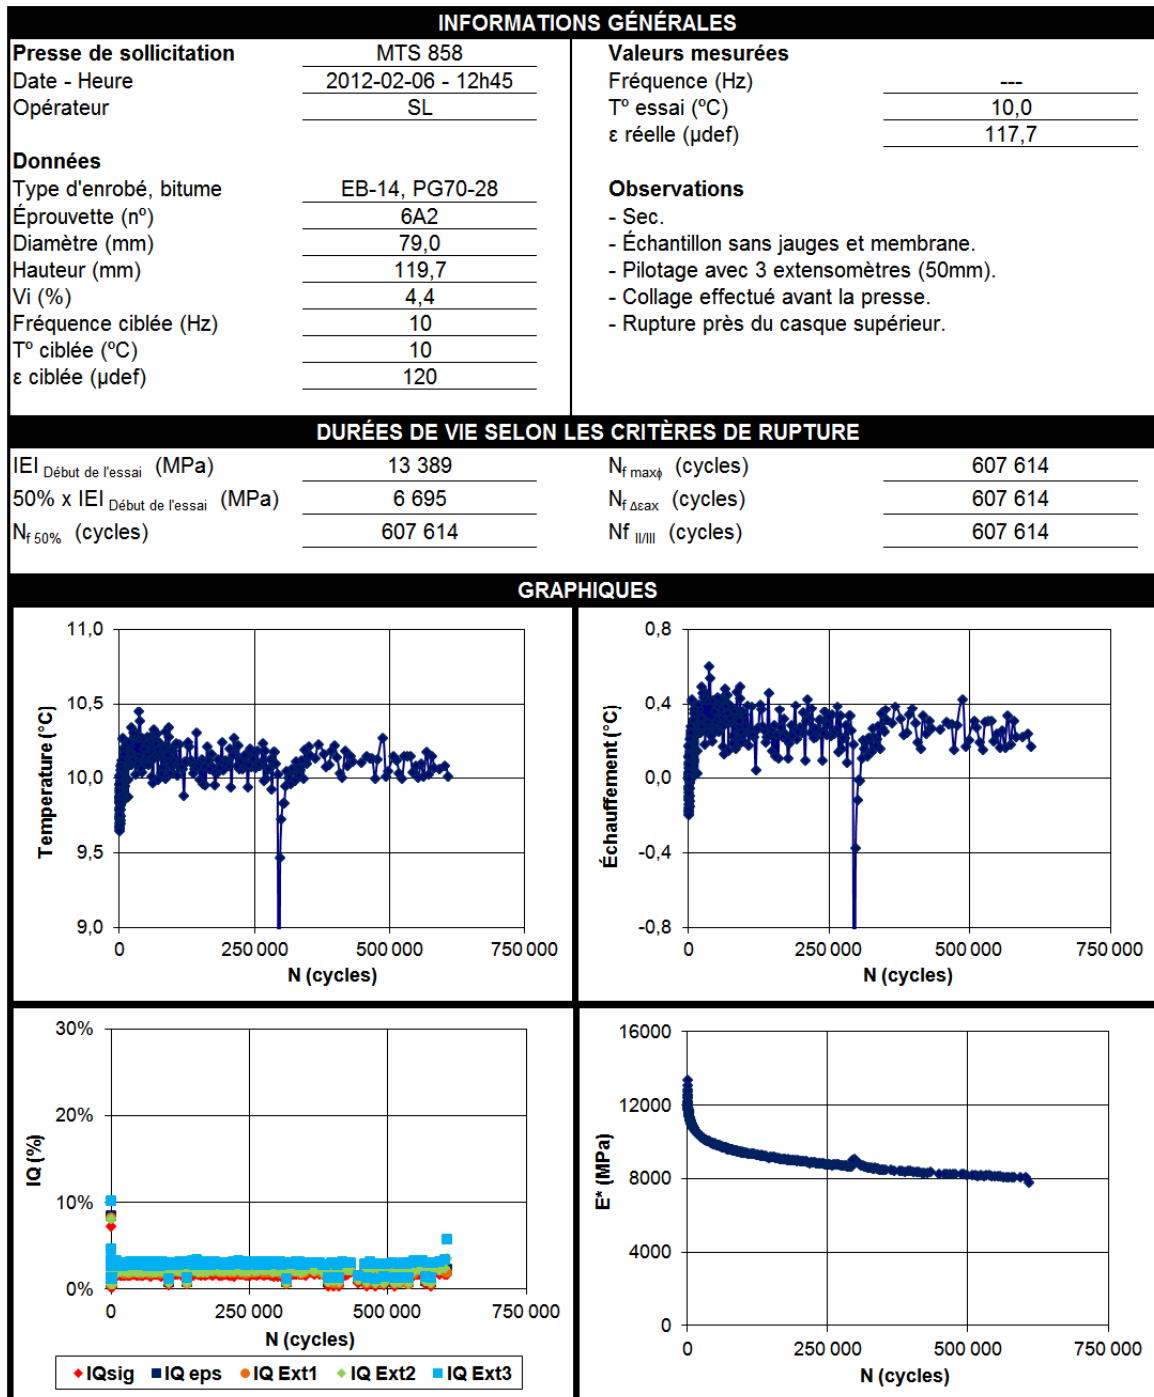 INFORMATIONS GÉNÉRALES
Presse de sollicitation MTS 858
Date - Heure 2012-02-06 - 12h45
Opérateur SL
Données
Type d'enrobé, bitume EB-14, PG70-28
Éprouvette (nº) 6A2
Diamètre (mm) 79,0
Hauteur (mm) 119,7
Vi (%) 4,4
Fréquence ciblée (Hz) 10
Tº ciblée (ºC) 10
ε ciblée (µdef) 120
Valeurs mesurées
Fréquence (Hz) ---
Tº essai (ºC) 10,0
ε réelle (µdef) 117,7
Observations
- Sec.
- Échantillon sans jauges et membrane.
- Pilotage avec 3 extensomètres (50mm).
- Collage effectué avant la presse.
- Rupture près du casque supérieur.
DURÉES DE VIE SELON LES CRITÈRES DE RUPTURE
IEI Début de l'essai (MPa) 13 389
50% x IEI Début de l'essai (MPa) 6 695
Nf 50% (cycles) 607 614
Nf maxϕ (cycles) 607 614
Nf Δεax (cycles) 607 614
Nf II/III (cycles) 607 614
GRAPHIQUES
11,0
10,5
10,0
9,5
9,0
Temperature (°C)
0 250 000 500 000 750 000
N (cycles)
0,8
0,4
0,0
-0,4
-0,8
Échauffement (°C)
0 250 000 500 000 750 000
N (cycles)
30%
20%
10%
0%
IQ (%)
0 250 000 500 000 750 000
N (cycles)
IQsig IQ eps IQ Ext1 IQ Ext2 IQ Ext3
16000
12000
8000
4000
0
E* (MPa)
0 250 000 500 000 750 000
N (cycles)